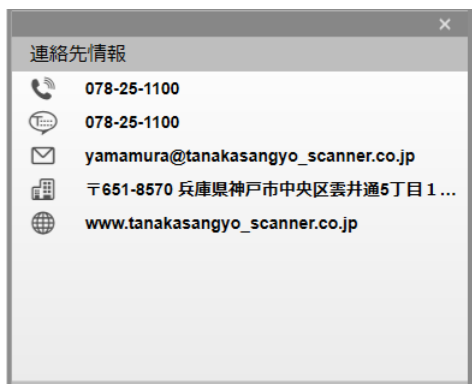 連絡先情報
078-25-1100
078-25-1100
yamamura@tanakasangyo_scanner.co.jp
〒651-8570 兵庫県神戸市中央区雲井通5丁目１...
www.tanakasangyo_scanner.co.jp